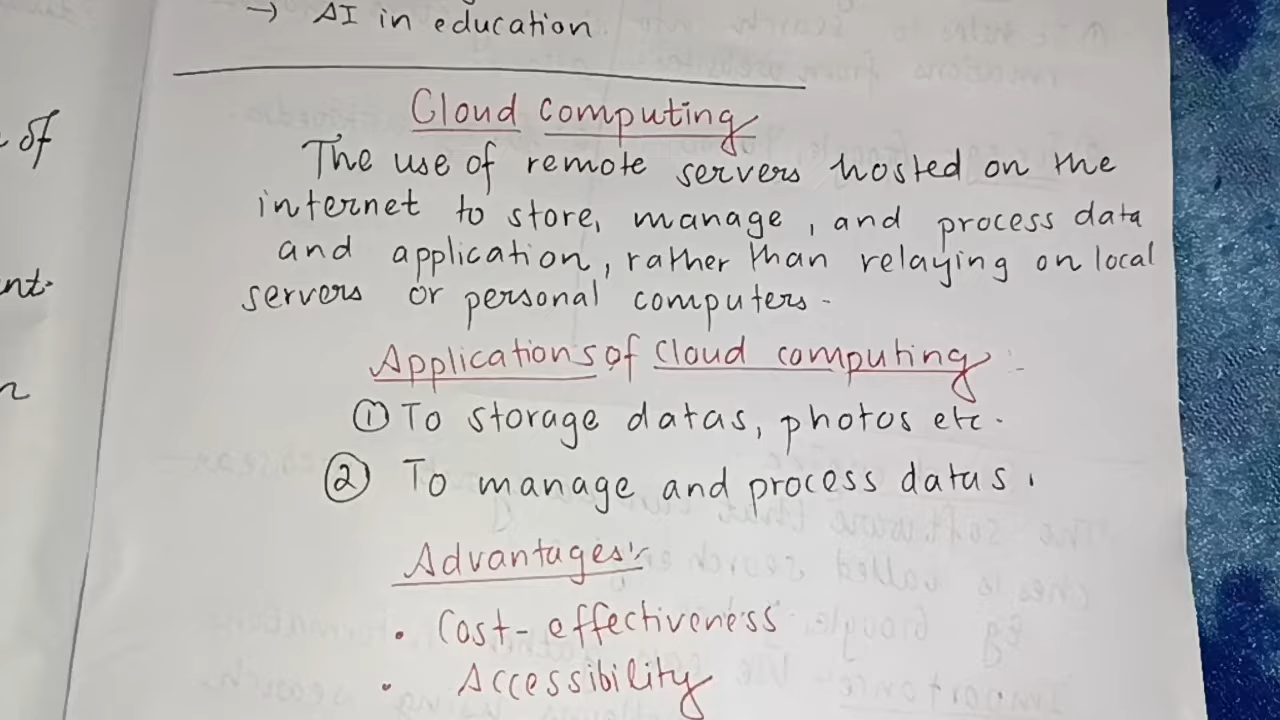 → AI in education
of
Cloud computing
The use of remote servers hosted on the
internet to store, manage, and process data
and application, rather than relaying on local
nt.
servers or personal computers.
Applications of cloud computing :-
① To storage datas, photos etc.
② To manage and process datas.
Advantages:-
• Cost-effectiveness
• Accessibility